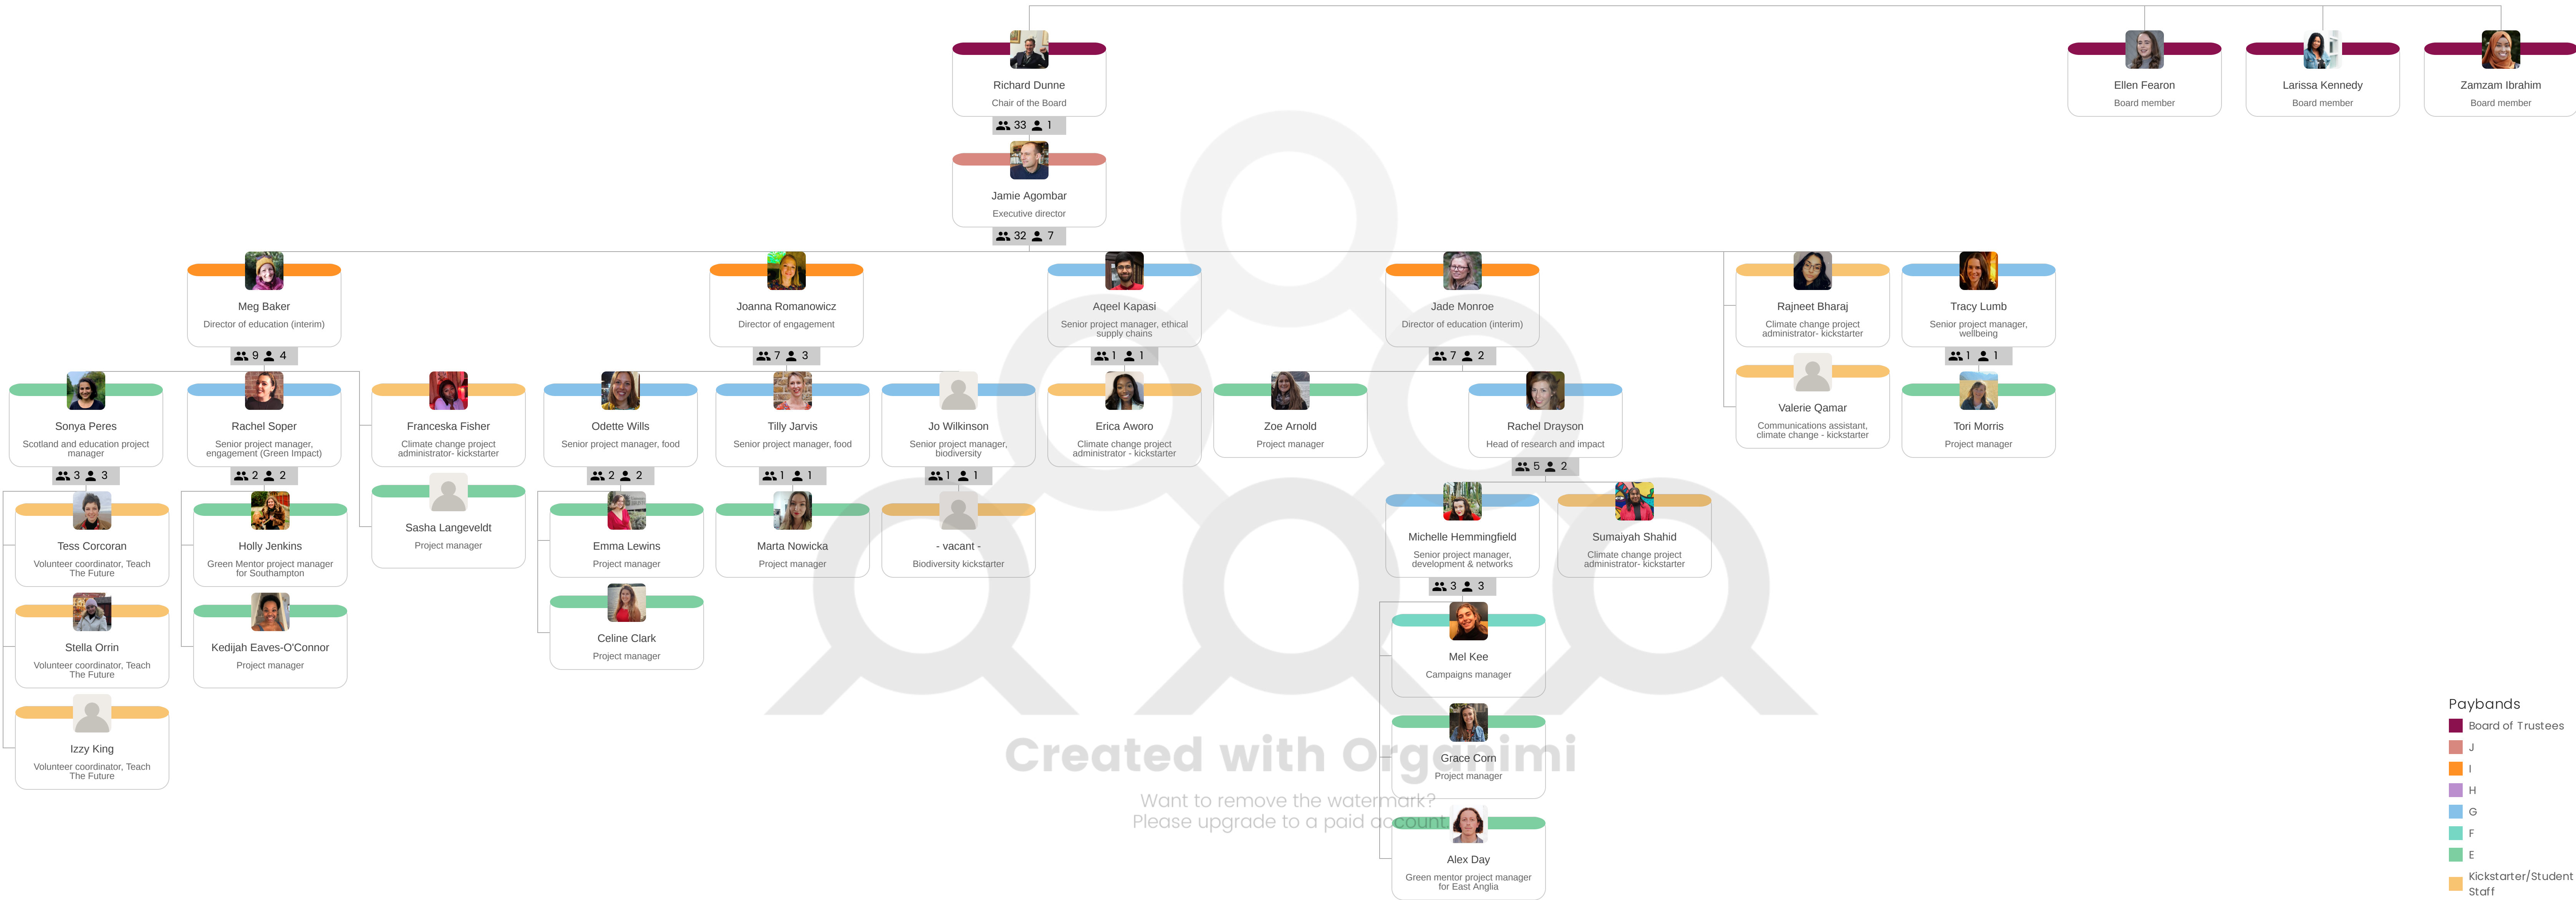 Richard Dunne
Chair of the Board
33 1
Ellen Fearon
Board member
Larissa Kennedy
Board member
Zamzam Ibrahim
Board member
Jamie Agombar
Executive director
32 7
Meg Baker
Director of education (interim)
9 4
Joanna Romanowicz
Director of engagement
7 3
Aqeel Kapasi
Senior project manager, ethical
supply chains
1 1
Jade Monroe
Director of education (interim)
7 2
Rajneet Bharaj
Climate change project
administrator- kickstarter
Tracy Lumb
Senior project manager,
wellbeing
1 1
Valerie Qamar
Communications assistant,
climate change - kickstarter
Sonya Peres
Scotland and education project
manager
3 3
Rachel Soper
Senior project manager,
engagement (Green Impact)
2 2
Franceska Fisher
Climate change project
administrator- kickstarter
Odette Wills
Senior project manager, food
2 2
Tilly Jarvis
Senior project manager, food
1 1
Jo Wilkinson
Senior project manager,
biodiversity
1 1
Erica Aworo
Climate change project
administrator - kickstarter
Zoe Arnold
Project manager
Rachel Drayson
Head of research and impact
5 2
Tori Morris
Project manager
Tess Corcoran
Volunteer coordinator, Teach
The Future
Holly Jenkins
Green Mentor project manager
for Southampton
Sasha Langeveldt
Project manager
Emma Lewins
Project manager
Marta Nowicka
Project manager
- vacant -
Biodiversity kickstarter
Michelle Hemmingfield
Senior project manager,
development & networks
3 3
Sumaiyah Shahid
Climate change project
administrator- kickstarter
Stella Orrin
Volunteer coordinator, Teach
The Future
Kedijah Eaves-O'Connor
Project manager
Celine Clark
Project manager
Mel Kee
Campaigns manager
Izzy King
Volunteer coordinator, Teach
The Future
Grace Corn
Project manager
Alex Day
Green mentor project manager
for East Anglia
Created with Organimi
Want to remove the watermark?
Please upgrade to a paid account.
Paybands
Board of Trustees
J
I
H
G
F
E
Kickstarter/Student
Staff